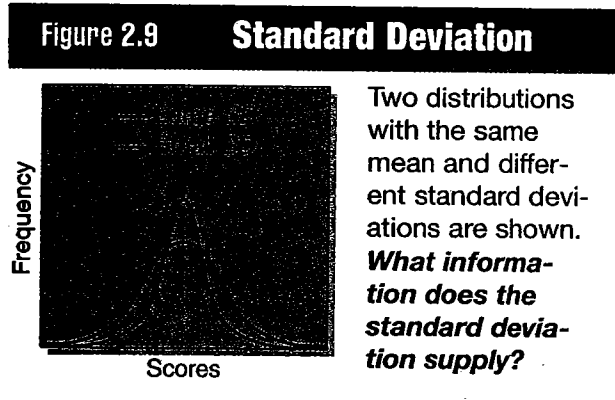 Figure 2.9 Standard Deviation
Two distributions
with the same
mean and differ-
ent standard devi-
ations are shown.
What informa-
tion does the
standard devia-
tion supply?
Frequency
Scores